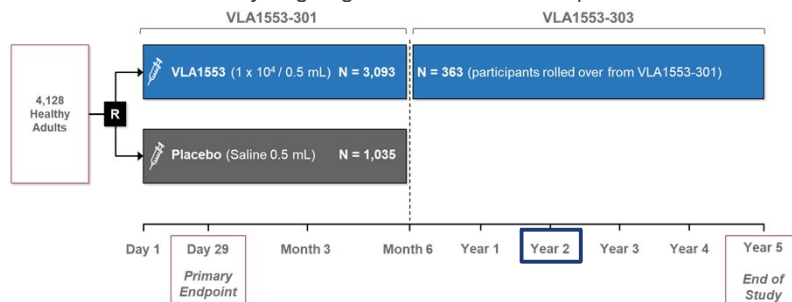 VLA1553-301
VLA1553-303
VLA1553 (1 x 10⁴ / 0.5 mL) N = 3,093
N = 363 (participants rolled over from VLA1553-301)
4,128
Healthy
Adults
R
Placebo (Saline 0.5 mL) N = 1,035
Day 1
Day 29
Month 3
Month 6
Year 1
Year 2
Year 3
Year 4
Year 5
Primary
Endpoint
End of
Study